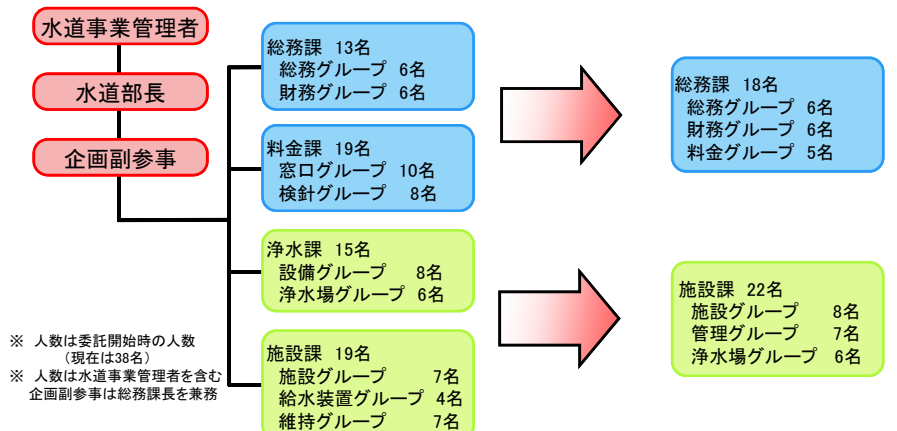 水道事業管理者
水道部長
企画副参事
総務課 13名
総務グループ 6名
財務グループ 6名
料金課 19名
窓口グループ 10名
検針グループ 8名
浄水課 15名
設備グループ 8名
浄水場グループ 6名
施設課 19名
施設グループ 7名
給水装置グループ 4名
維持グループ 7名
総務課 18名
総務グループ 6名
財務グループ 6名
料金グループ 5名
施設課 22名
施設グループ 8名
管理グループ 7名
浄水場グループ 6名
※ 人数は委託開始時の人数
（現在は38名）
※ 人数は水道事業管理者を含む
企画副参事は総務課長を兼務